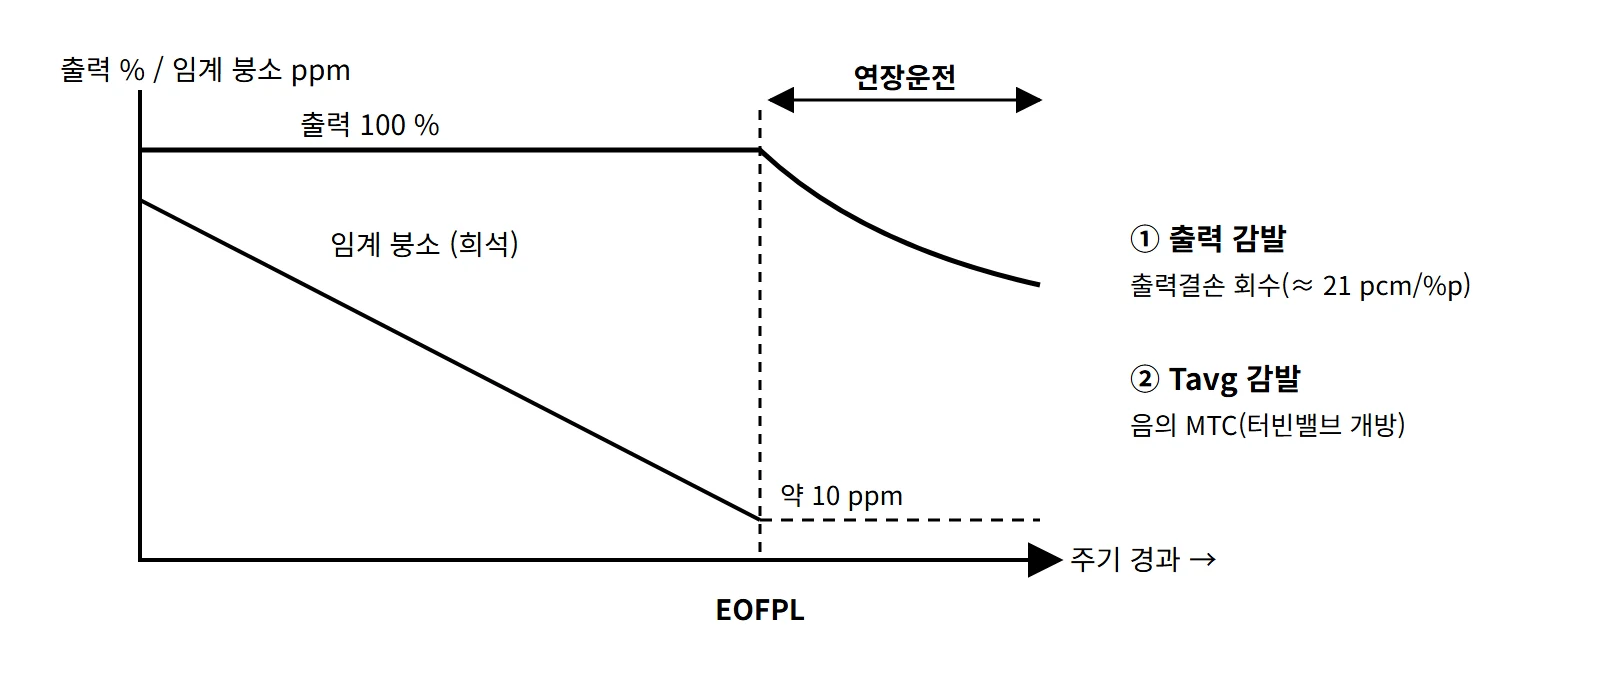 출력 % / 임계 붕소 ppm
연장운전
출력 100 %
임계 붕소 (희석)
① 출력 감발
출력결손 회수(≈ 21 pcm/%p)
② Tavg 감발
음의 MTC(터빈밸브 개방)
약 10 ppm
주기 경과 →
EOFPL